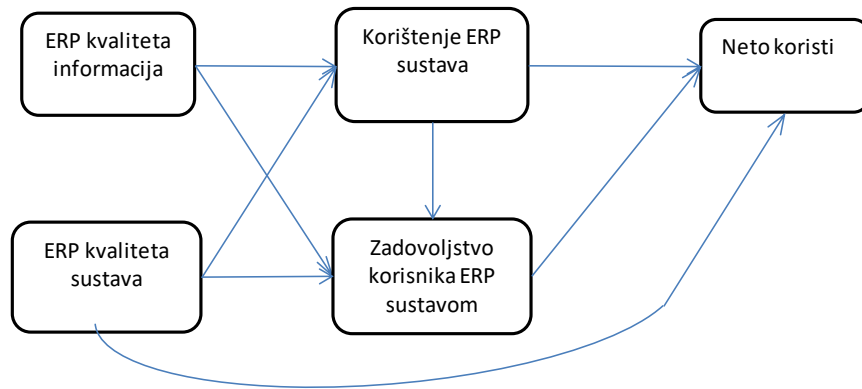 ERP kvaliteta
informacija
Korištenje ERP
sustava
Neto koristi
ERP kvaliteta
sustava
Zadovoljstvo
korisnika ERP
sustavom